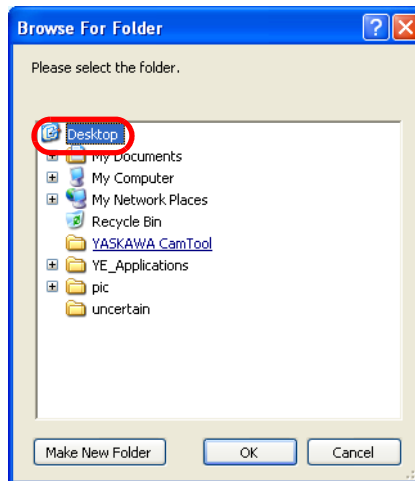 Browse For Folder
Please select the folder.
Desktop
My Documents
My Computer
My Network Places
Recycle Bin
YASKAWA CamTool
YE_Applications
pic
uncertain
Make New Folder OK Cancel